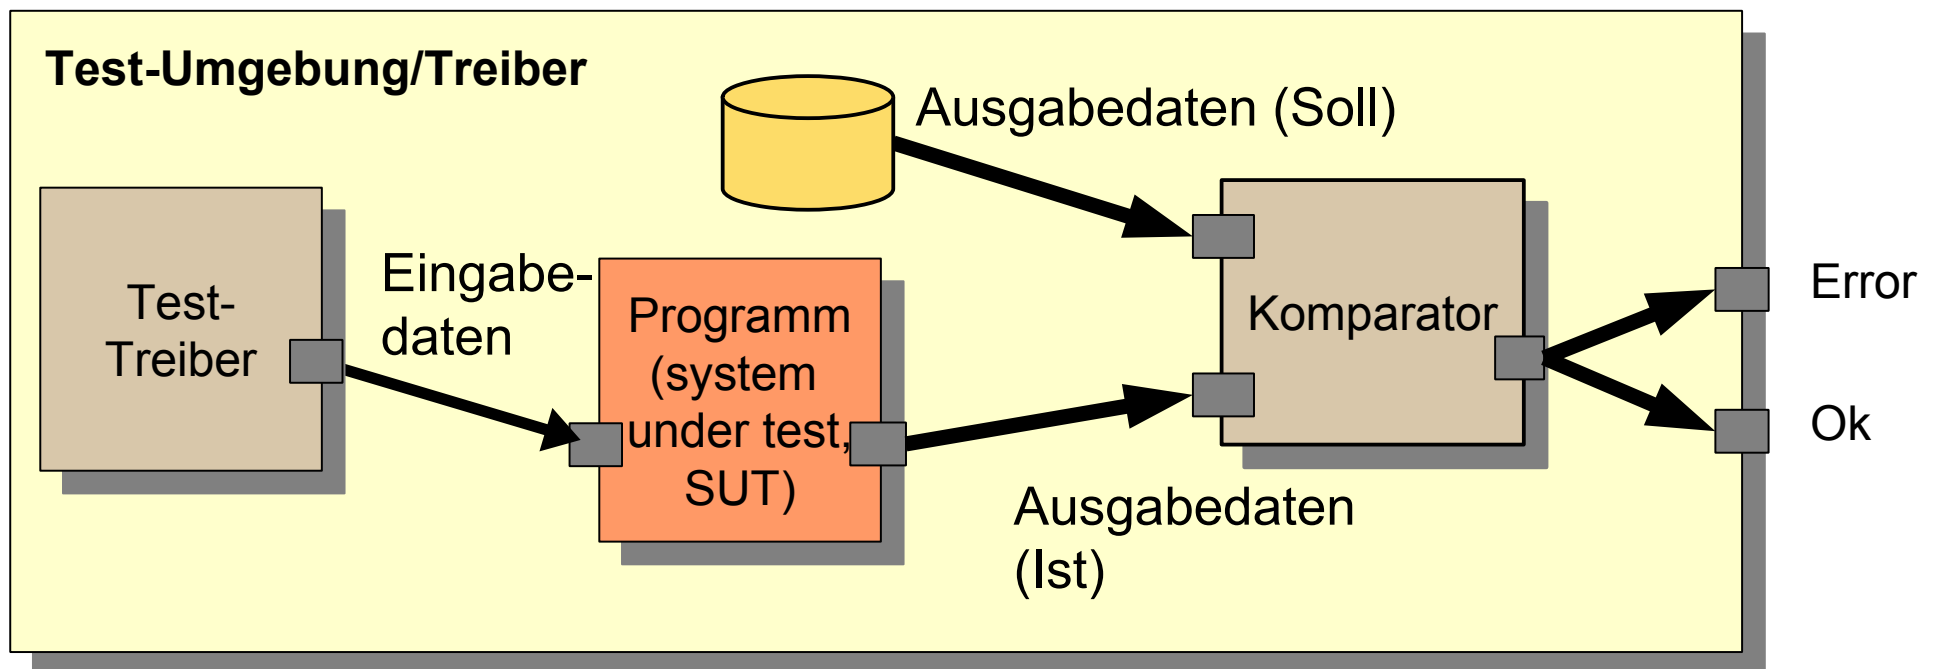 Test-Umgebung/Treiber
Ausgabedaten (Soll)
Test-
Treiber
Eingabe-
daten
Programm
(system
under test,
SUT)
Komparator
Ausgabedaten
(Ist)
Error
Ok